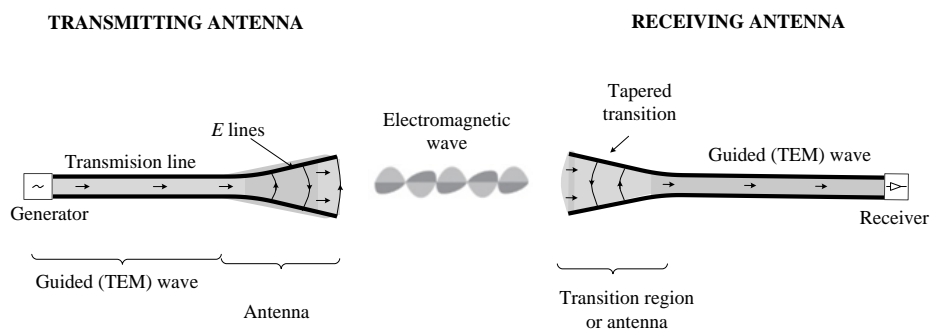 TRANSMITTING ANTENNA
RECEIVING ANTENNA
Tapered
transition
Electromagnetic
wave
E lines
Transmision line
Guided (TEM) wave
Generator
Receiver
Guided (TEM) wave
Antenna
Transition region
or antenna